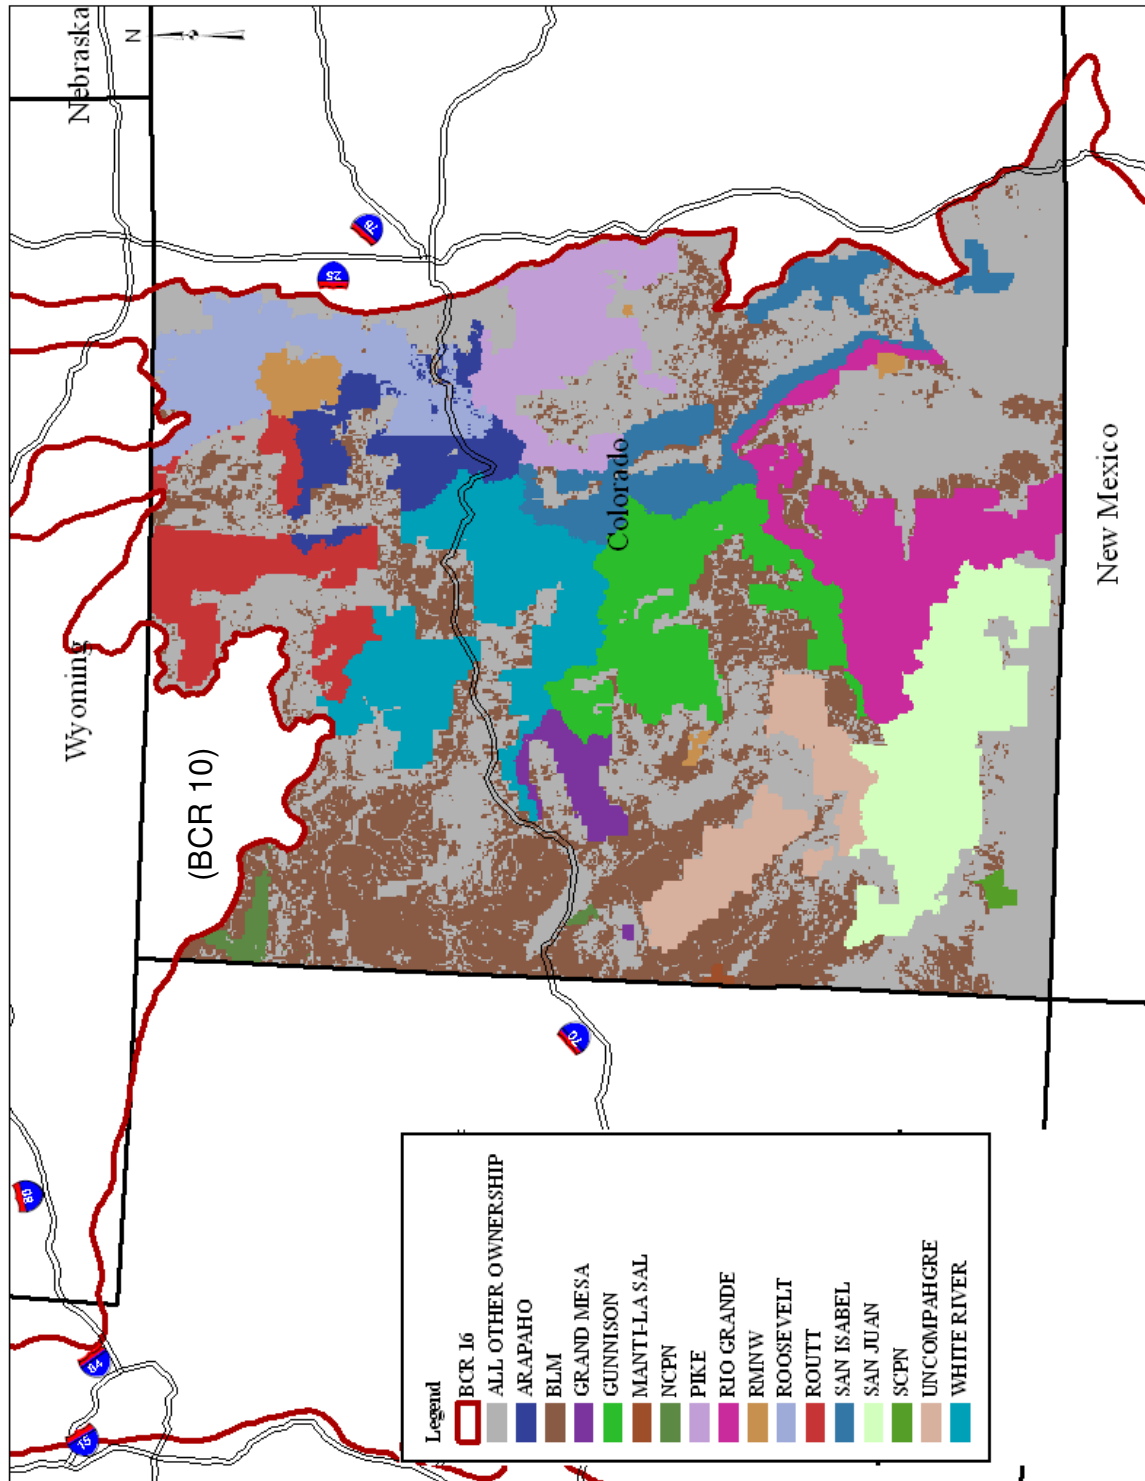 Nebraska
N
Wyoming
(BCR 10)
Colorado
New Mexico
76
25
70
80
84
15
Legend
BCR 16
ALL OTHER OWNERSHIP
ARAPAHO
BLM
GRAND MESA
GUNNISON
MANTI-LA SAL
NCPN
PIKE
RIO GRANDE
RMNW
ROOSEVELT
ROUTT
SAN ISABEL
SAN JUAN
SCPN
UNCOMPAHGRE
WHITE RIVER